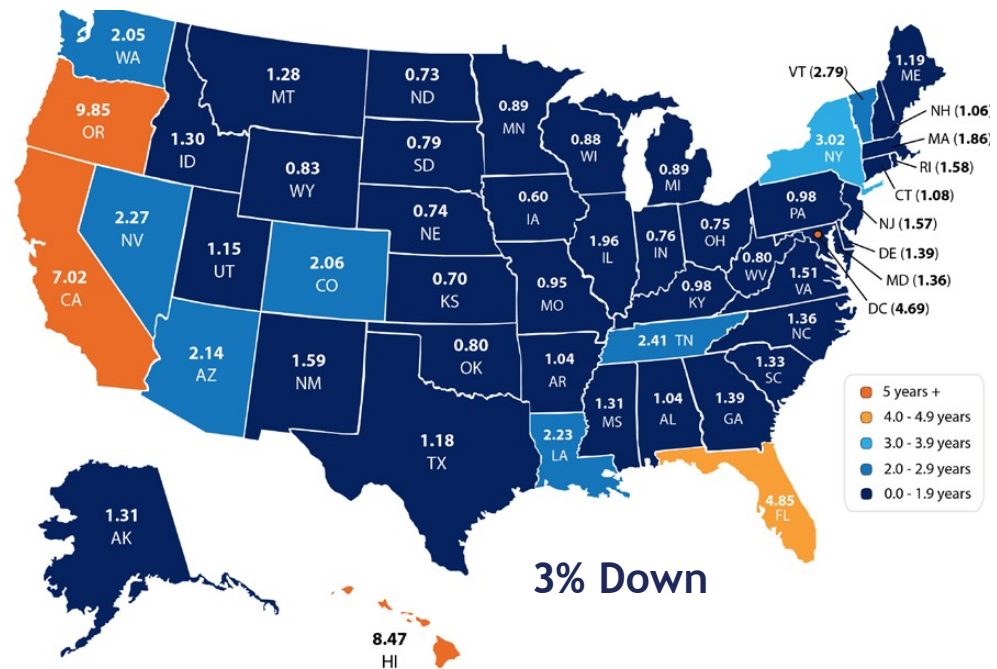 2.05
WA
9.85
OR
7.02
CA
2.27
NV
1.30
ID
1.28
MT
0.83
WY
1.15
UT
2.06
CO
2.14
AZ
1.59
NM
0.73
ND
0.79
SD
0.74
NE
0.70
KS
0.80
OK
1.18
TX
0.89
MN
0.60
IA
0.95
MO
1.04
AR
2.23
LA
0.88
WI
1.96
IL
0.89
MI
0.76
IN
0.75
OH
0.98
KY
2.41 TN
1.31
MS
1.04
AL
1.39
GA
4.85
FL
1.33
SC
1.36
NC
1.51
VA
0.80
WV
0.98
PA
3.02
NY
VT (2.79)
1.19
ME
NH (1.06)
MA (1.86)
RI (1.58)
CT (1.08)
NJ (1.57)
DE (1.39)
MD (1.36)
DC (4.69)
5 years +
4.0 - 4.9 years
3.0 - 3.9 years
2.0 - 2.9 years
0.0 - 1.9 years
1.31
AK
8.47
HI
3% Down